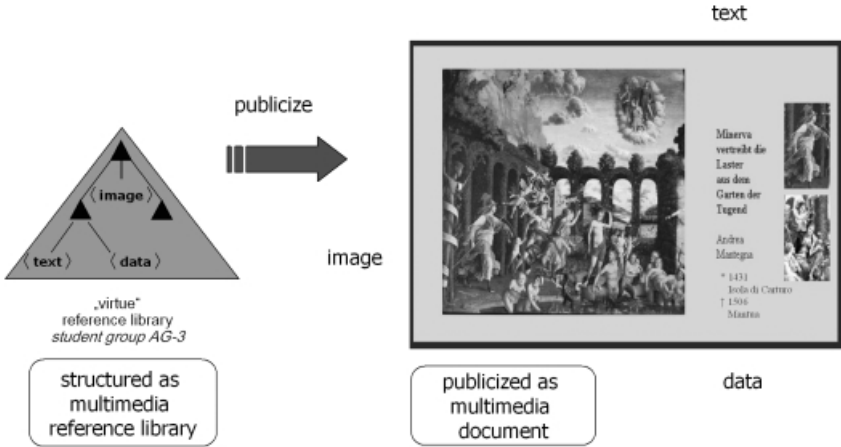 text
publicize
⟨image⟩
⟨text⟩ ⟨data⟩
„virtue“
reference library
student group AG-3
structured as
multimedia
reference library
image
Minerva
vertreibt die
Laster
aus dem
Garten der
Tugend
Andrea
Mantegna
* 1431
Isola di Carturo
† 1506
Mantua
publicized as
multimedia
document
data